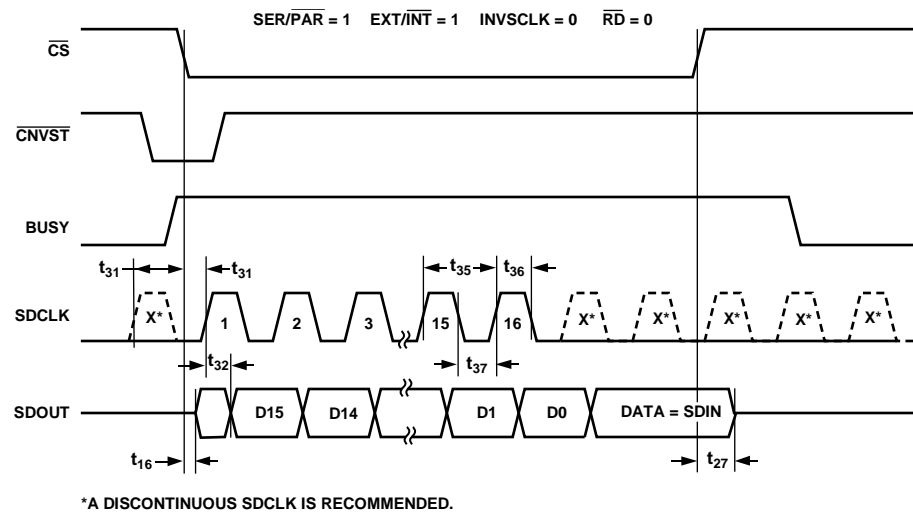 SER/PAR = 1 EXT/INT = 1 INVSCLK = 0 RD = 0
CS
CNVST
BUSY
t31 t31 t35 t36
SDCLK
X* 1 2 3 15 16 X* X* X* X* X*
t32 t37
SDOUT
D15 D14 D1 D0 DATA = SDIN
t16 t27
*A DISCONTINUOUS SDCLK IS RECOMMENDED.